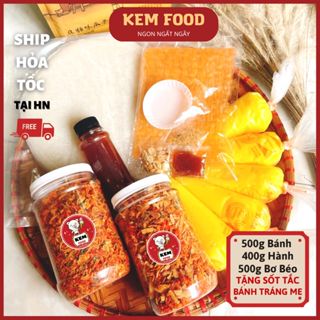 KEM FOOD
NGON NGẤT NGÂY
SHIP
HỎA
TỐC
TẠI HN
FREE
KEM
KEM
500g Bánh
400g Hành
500g Bơ Béo
TẶNG SỐT TẮC
BÁNH TRÁNG MẸ